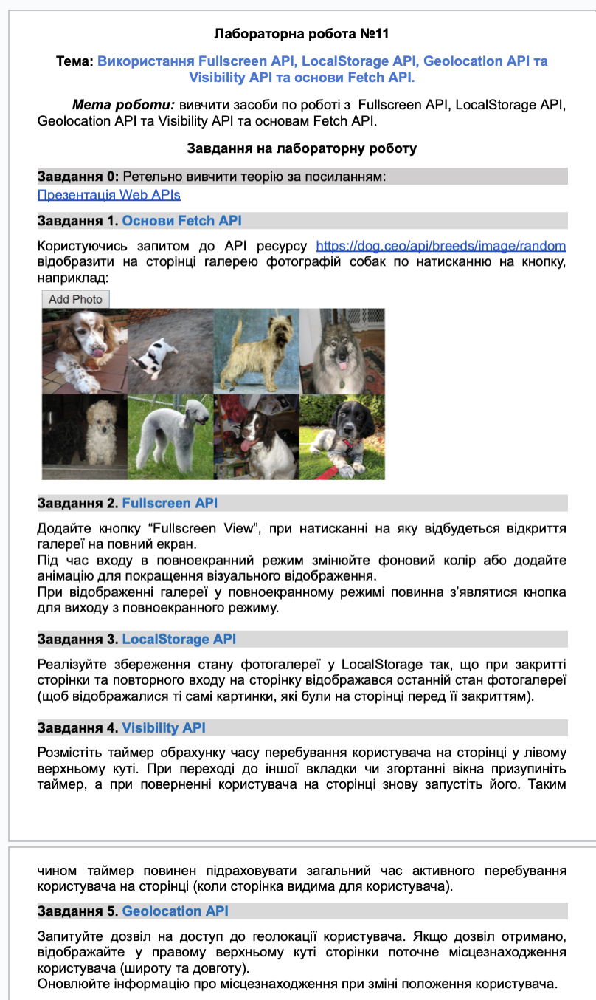 Лабораторна робота №11
Тема: Використання Fullscreen API, LocalStorage API, Geolocation API та
Visibility API та основи Fetch API.
Мета роботи: вивчити засоби по роботі з Fullscreen API, LocalStorage API,
Geolocation API та Visibility API та основам Fetch API.
Завдання на лабораторну роботу
Завдання 0: Ретельно вивчити теорію за посиланням:
Презентація Web APIs
Завдання 1. Основи Fetch API
Користуючись запитом до API ресурсу https://dog.ceo/api/breeds/image/random
відобразити на сторінці галерею фотографій собак по натисканню на кнопку,
наприклад:
Add Photo
Завдання 2. Fullscreen API
Додайте кнопку “Fullscreen View”, при натисканні на яку відбудеться відкриття
галереї на повний екран.
Під час входу в повноекранний режим змінюйте фоновий колір або додайте
анімацію для покращення візуального відображення.
При відображенні галереї у повноекранному режимі повинна з’являтися кнопка
для виходу з повноекранного режиму.
Завдання 3. LocalStorage API
Реалізуйте збереження стану фотогалереї у LocalStorage так, що при закритті
сторінки та повторного входу на сторінку відображався останній стан фотогалереї
(щоб відображалися ті самі картинки, які були на сторінці перед її закриттям).
Завдання 4. Visibility API
Розмістіть таймер обрахунку часу перебування користувача на сторінці у лівому
верхньому куті. При переході до іншої вкладки чи згортанні вікна призупиніть
таймер, а при поверненні користувача на сторінці знову запустіть його. Таким
чином таймер повинен підраховувати загальний час активного перебування
користувача на сторінці (коли сторінка видима для користувача).
Завдання 5. Geolocation API
Запитуйте дозвіл на доступ до геолокації користувача. Якщо дозвіл отримано,
відображайте у правому верхньому куті сторінки поточне місцезнаходження
користувача (широту та довготу).
Оновлюйте інформацію про місцезнаходження при зміні положення користувача.